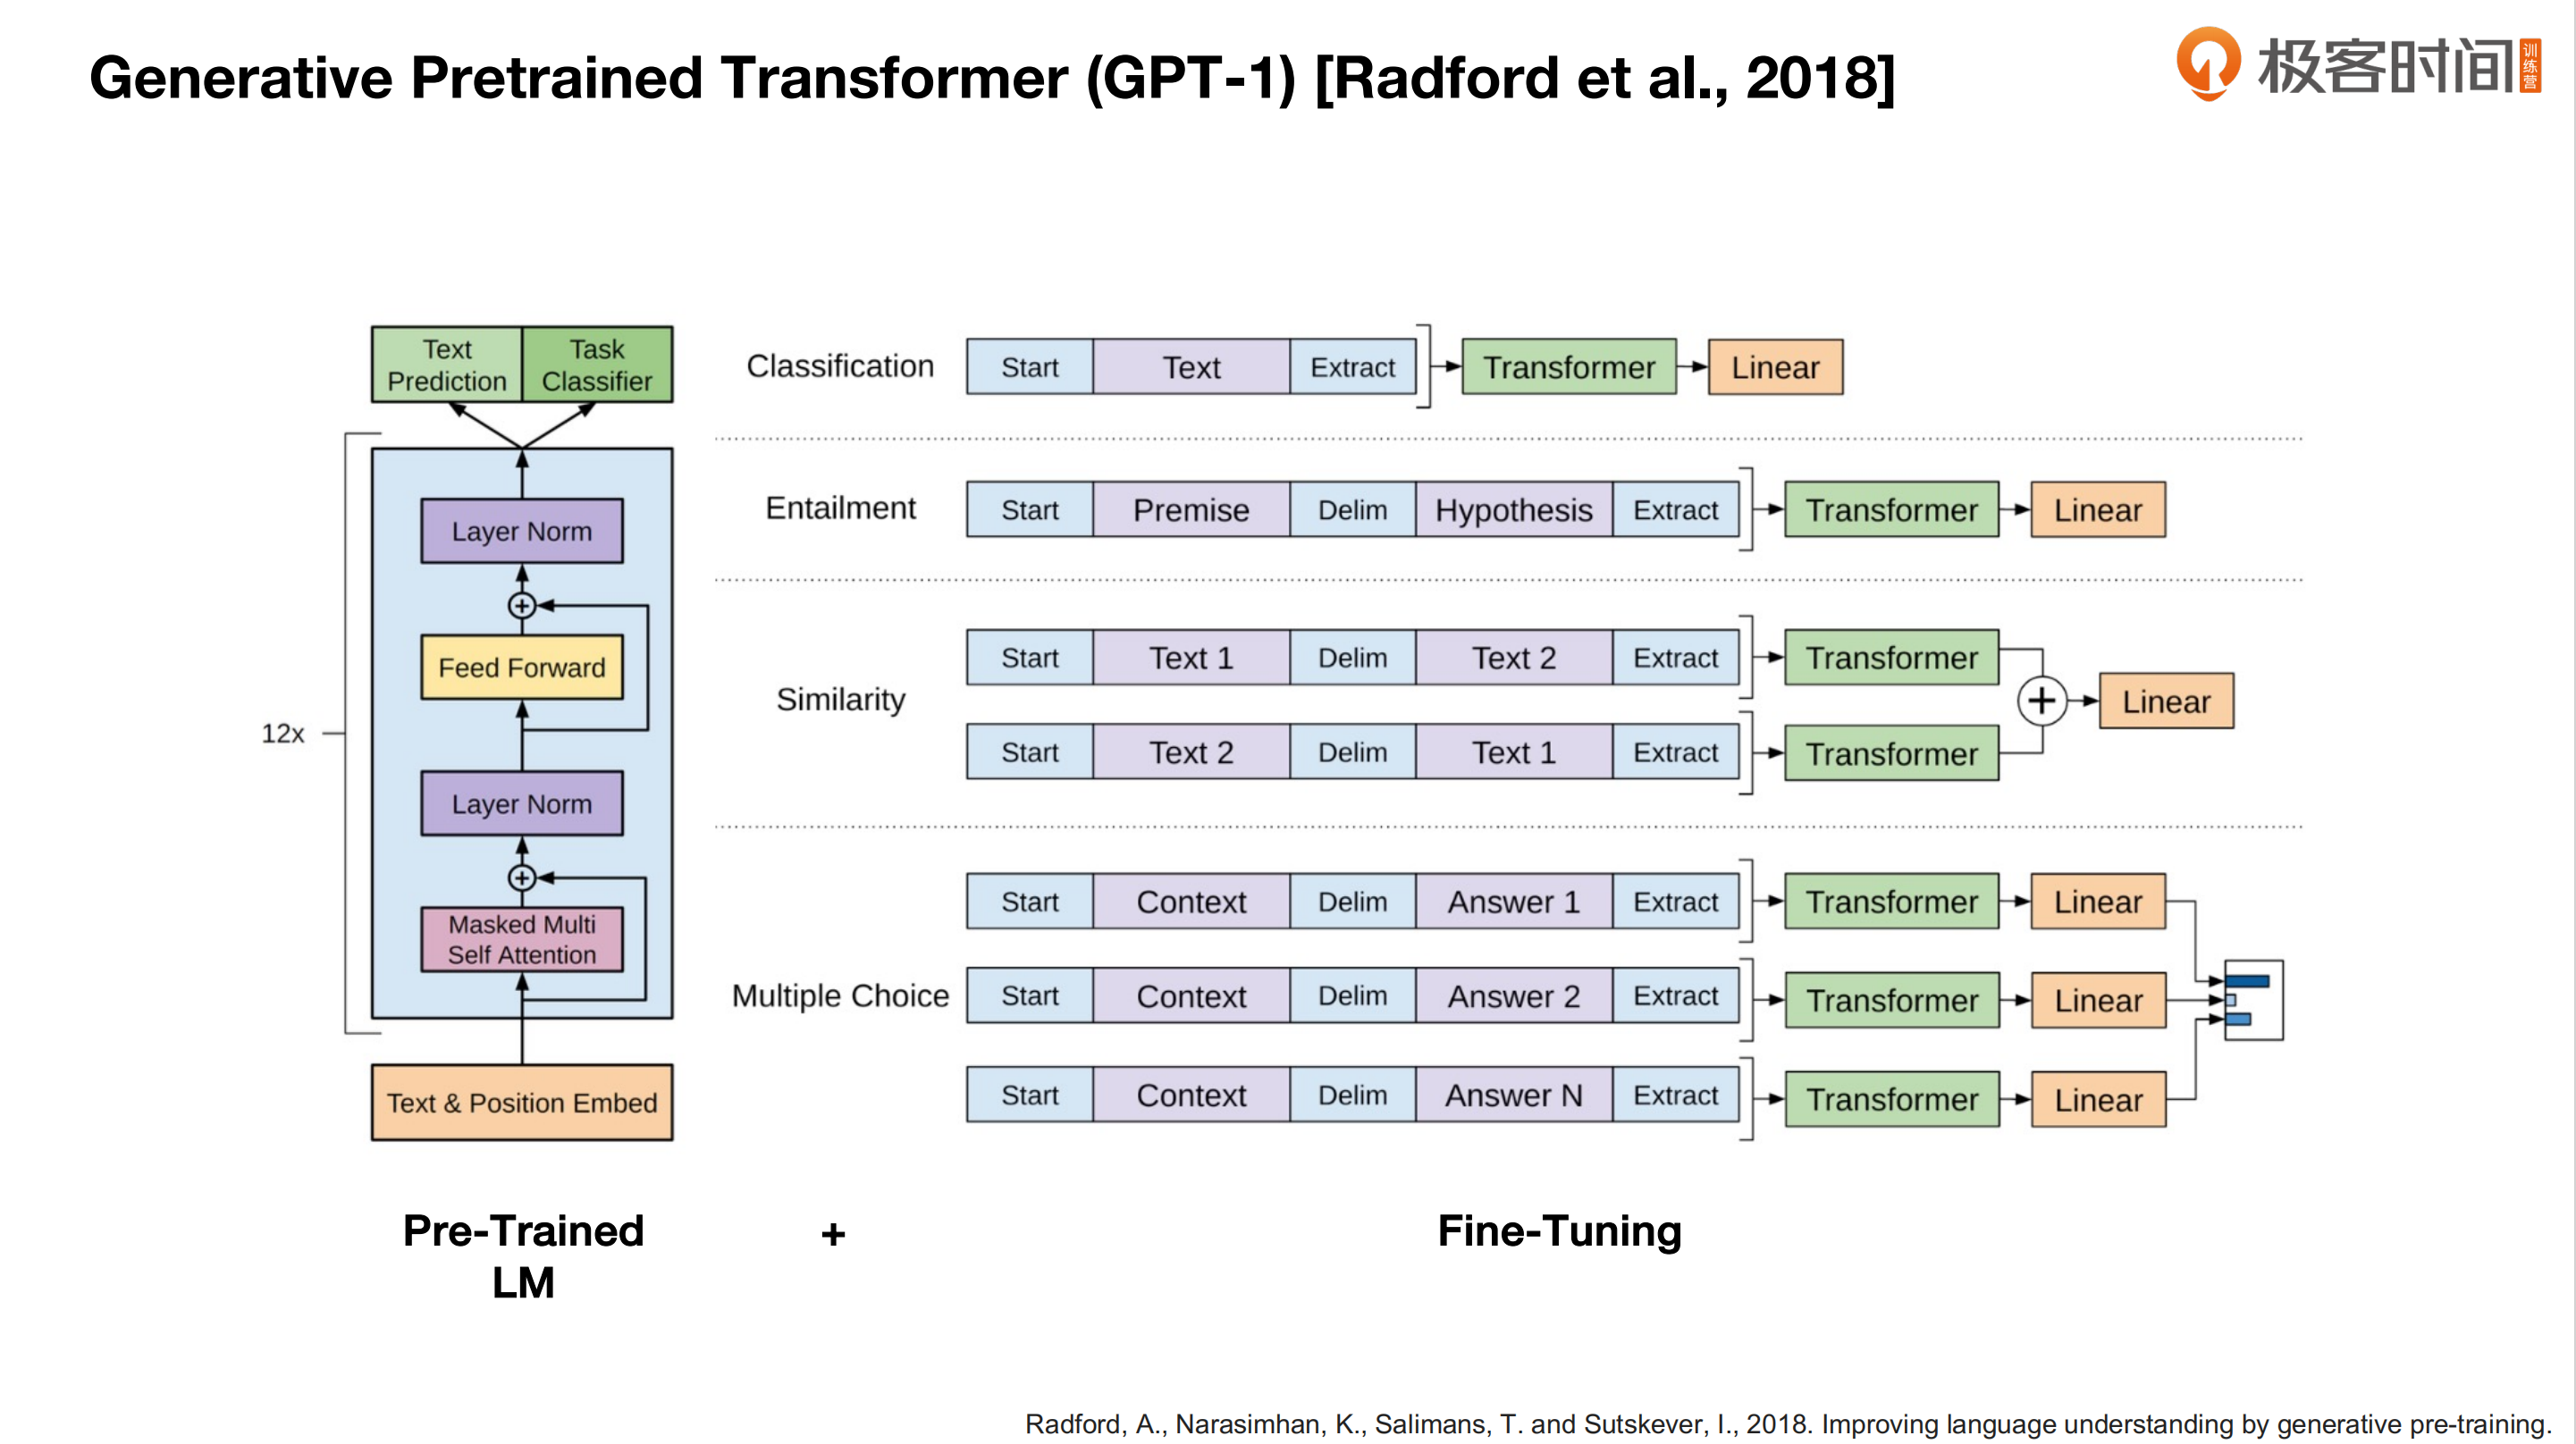 Generative Pretrained Transformer (GPT-1) [Radford et al., 2018]
极客时间
训练营
Text
Prediction
Task
Classifier
Layer Norm
Feed Forward
12x
Layer Norm
Masked Multi
Self Attention
Text & Position Embed
Classification
Start
Text
Extract
Transformer
Linear
Entailment
Start
Premise
Delim
Hypothesis
Extract
Transformer
Linear
Similarity
Start
Text 1
Delim
Text 2
Extract
Transformer
Start
Text 2
Delim
Text 1
Extract
Transformer
Linear
Multiple Choice
Start
Context
Delim
Answer 1
Extract
Transformer
Linear
Start
Context
Delim
Answer 2
Extract
Transformer
Linear
Start
Context
Delim
Answer N
Extract
Transformer
Linear
Pre-Trained
LM
+
Fine-Tuning
Radford, A., Narasimhan, K., Salimans, T. and Sutskever, I., 2018. Improving language understanding by generative pre-training.